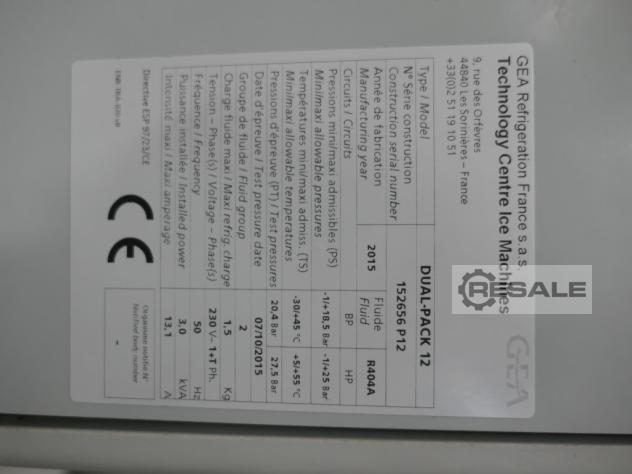 GEA Refrigeration France s.a.s.
Technology Centre Ice Machines
GEA
9, rue des Orfèvres
44840 Les Sorinières – France
+33(0)2 51 19 10 51
RESALE
Type / Model DUAL-PACK 12
N° Série construction
Construction serial number 152656 P12
Année de fabrication
Manufacturing year 2015 Fluide
Fluid R404A
Circuits / Circuits BP HP
Pressions mini/maxi admissibles (PS)
Mini/maxi allowable pressures -1/+18,5 Bar -1/+25 Bar
Températures mini/maxi admiss. (TS)
Mini/maxi allowable temperatures -30/+45 °C +5/+55 °C
Pressions d'épreuve (PT) / Test pressures 20,4 Bar 27,5 Bar
Date d'épreuve / Test pressure date 07/10/2015
Groupe de fluide / Fluid group 2
Charge fluide maxi / Maxi refrig. charge 1,5 Kg
Tension – Phase(s) / Voltage – Phase(s) 230 V~ 1+T Ph.
Fréquence / Frequency 50 Hz
Puissance installée / Installed power 3,0 kVA
Intensité maxi / Maxi amperage 13,1 A
Directive ESP 97/23/CE
CE
Organisme notifié N°
Notified body number
-